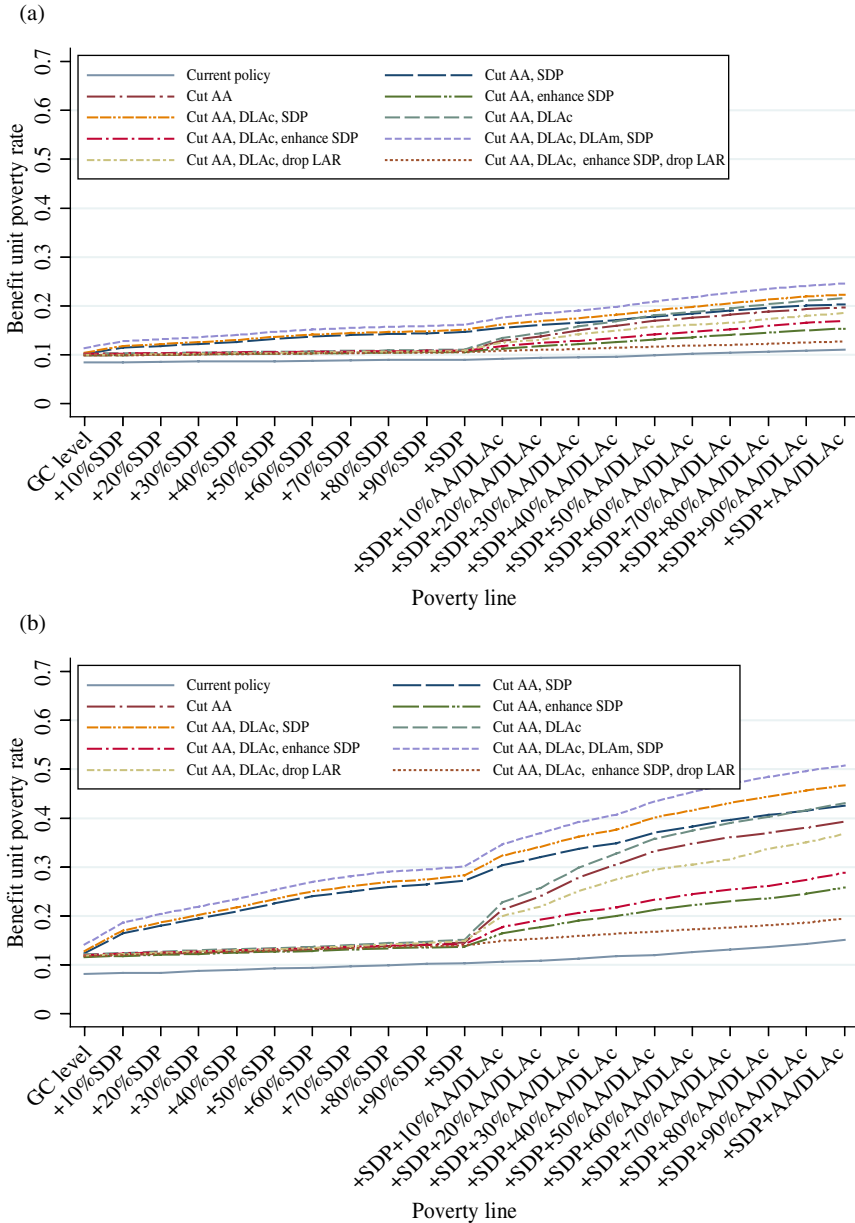 (a)
Benefit unit poverty rate
0.7
0.6
0.5
0.4
0.3
0.2
0.1
0
Current policy
Cut AA
Cut AA, DLAc, SDP
Cut AA, DLAc, enhance SDP
Cut AA, DLAc, drop LAR
Cut AA, SDP
Cut AA, enhance SDP
Cut AA, DLAc
Cut AA, DLAc, DLAm, SDP
Cut AA, DLAc, enhance SDP, drop LAR
GC level
+10%SDP
+20%SDP
+30%SDP
+40%SDP
+50%SDP
+60%SDP
+70%SDP
+80%SDP
+90%SDP
+SDP
+SDP+10%AA/DLAc
+SDP+20%AA/DLAc
+SDP+30%AA/DLAc
+SDP+40%AA/DLAc
+SDP+50%AA/DLAc
+SDP+60%AA/DLAc
+SDP+70%AA/DLAc
+SDP+80%AA/DLAc
+SDP+90%AA/DLAc
+SDP+AA/DLAc
Poverty line
(b)
Benefit unit poverty rate
0.7
0.6
0.5
0.4
0.3
0.2
0.1
0
Current policy
Cut AA
Cut AA, DLAc, SDP
Cut AA, DLAc, enhance SDP
Cut AA, DLAc, drop LAR
Cut AA, SDP
Cut AA, enhance SDP
Cut AA, DLAc
Cut AA, DLAc, DLAm, SDP
Cut AA, DLAc, enhance SDP, drop LAR
GC level
+10%SDP
+20%SDP
+30%SDP
+40%SDP
+50%SDP
+60%SDP
+70%SDP
+80%SDP
+90%SDP
+SDP
+SDP+10%AA/DLAc
+SDP+20%AA/DLAc
+SDP+30%AA/DLAc
+SDP+40%AA/DLAc
+SDP+50%AA/DLAc
+SDP+60%AA/DLAc
+SDP+70%AA/DLAc
+SDP+80%AA/DLAc
+SDP+90%AA/DLAc
+SDP+AA/DLAc
Poverty line